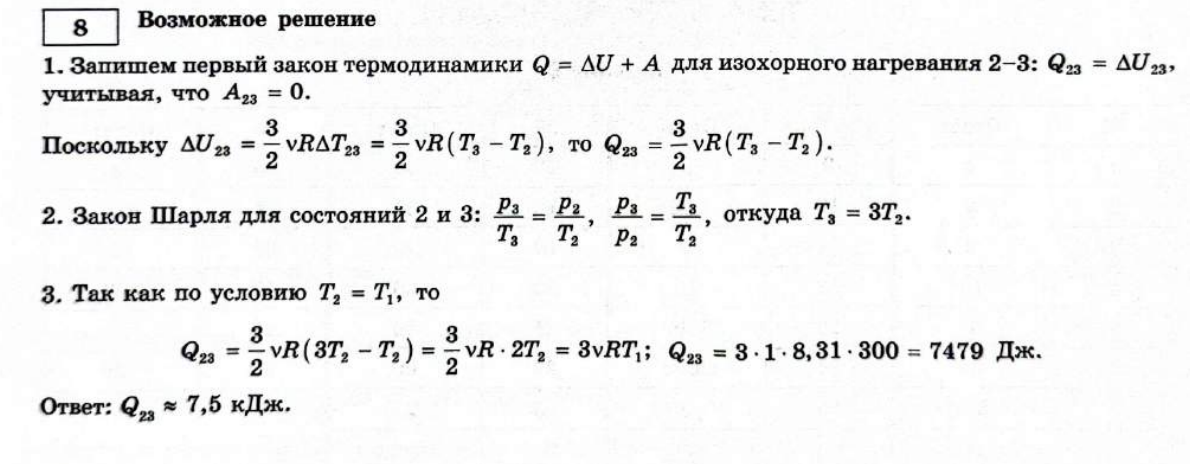 8 Возможное решение
1. Запишем первый закон термодинамики Q = ΔU + A для изохорного нагревания 2–3: Q₂₃ = ΔU₂₃,
учитывая, что A₂₃ = 0.
Поскольку ΔU₂₃ = 3/2 νRΔT₂₃ = 3/2 νR(T₃ − T₂), то Q₂₃ = 3/2 νR(T₃ − T₂).
2. Закон Шарля для состояний 2 и 3: p₃/T₃ = p₂/T₂, p₃/p₂ = T₃/T₂, откуда T₃ = 3T₂.
3. Так как по условию T₂ = T₁, то
Q₂₃ = 3/2 νR(3T₂ − T₂) = 3/2 νR · 2T₂ = 3νRT₁; Q₂₃ = 3 · 1 · 8,31 · 300 = 7479 Дж.
Ответ: Q₂₃ ≈ 7,5 кДж.